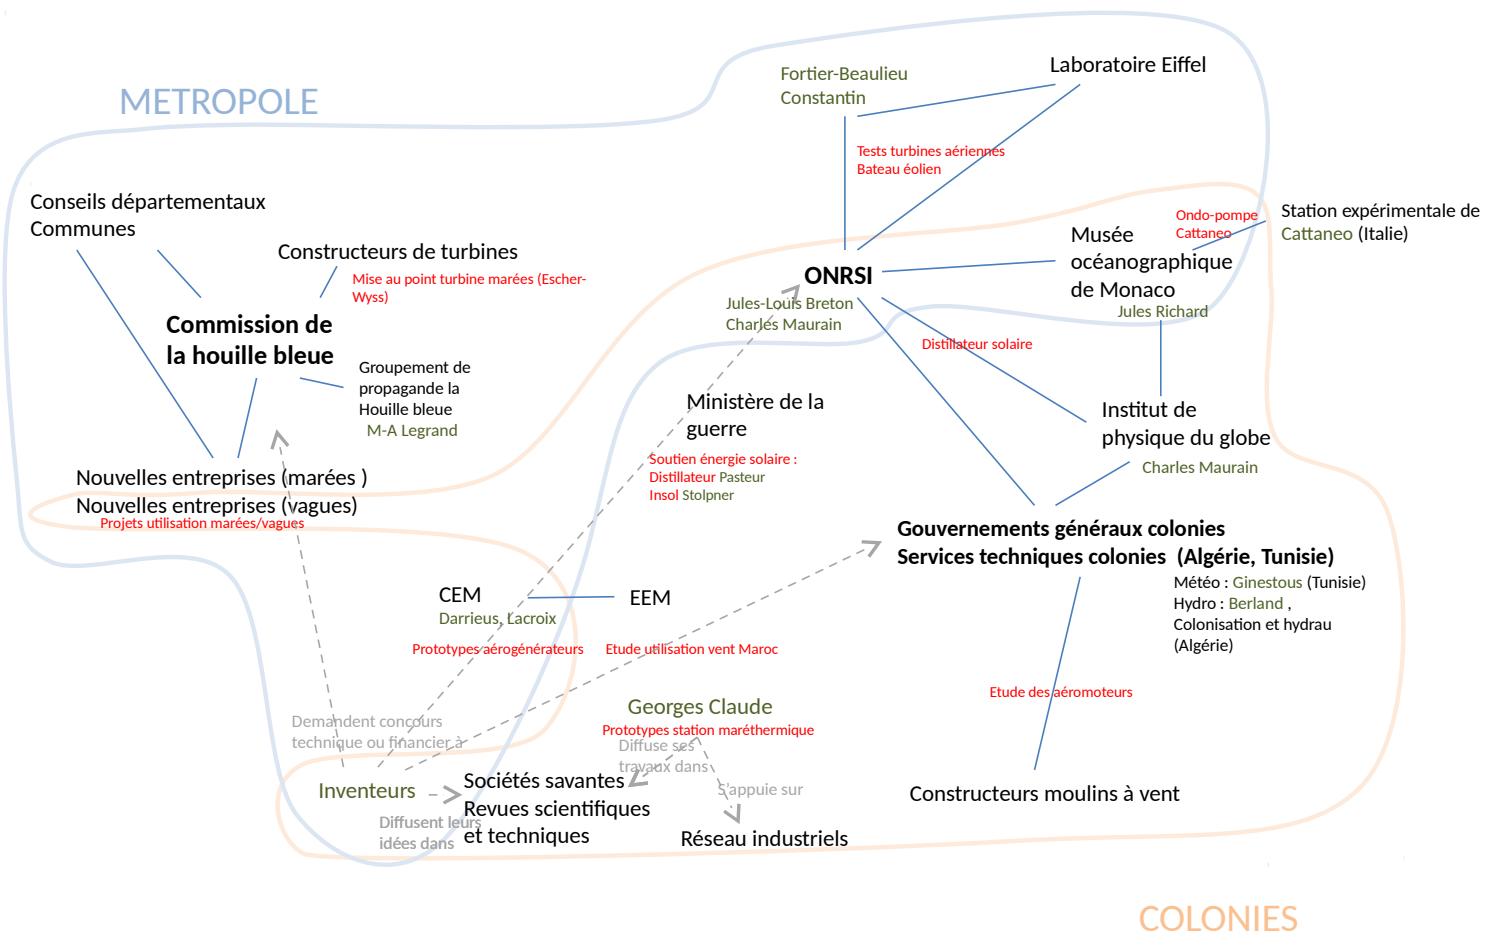 METROPOLE
Fortier-Beaulieu
Constantin
Laboratoire Eiffel
Tests turbines aériennes
Bateau éolien
Conseils départementaux
Communes
Constructeurs de turbines
Mise au point turbine marées (Escher-
Wyss)
Commission de
la houille bleue
Groupement de
propagande la
Houille bleue
M-A Legrand
Nouvelles entreprises (marées )
Nouvelles entreprises (vagues)
Projets utilisation marées/vagues
ONRSI
Jules-Louis Breton
Charles Maurain
Musée
océanographique
de Monaco
Jules Richard
Ondo-pompe
Cattaneo
Station expérimentale de
Cattaneo (Italie)
Distillateur solaire
Ministère de la
guerre
Soutien énergie solaire :
Distillateur Pasteur
Insol Stolpner
Institut de
physique du globe
Charles Maurain
Gouvernements généraux colonies
Services techniques colonies (Algérie, Tunisie)
Météo : Ginestous (Tunisie)
Hydro : Berland ,
Colonisation et hydrau
(Algérie)
CEM
Darrieus, Lacroix
EEM
Prototypes aérogénérateurs
Etude utilisation vent Maroc
Etude des aéromoteurs
Georges Claude
Prototypes station maréthermique
Diffuse ses
travaux dans
S'appuie sur
Demandent concours
technique ou financier à
Inventeurs
Diffusent leurs
idées dans
Sociétés savantes
Revues scientifiques
et techniques
Réseau industriels
Constructeurs moulins à vent
COLONIES